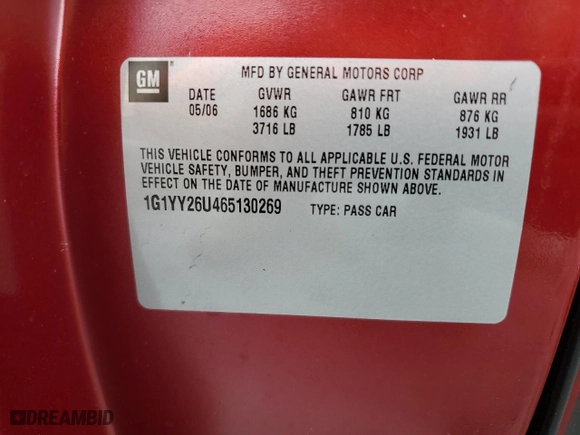 GM
MFD BY GENERAL MOTORS CORP
DATE GVWR GAWR FRT GAWR RR
05/06 1686 KG 810 KG 876 KG
3716 LB 1785 LB 1931 LB
THIS VEHICLE CONFORMS TO ALL APPLICABLE U.S. FEDERAL MOTOR
VEHICLE SAFETY, BUMPER, AND THEFT PREVENTION STANDARDS IN
EFFECT ON THE DATE OF MANUFACTURE SHOWN ABOVE.
1G1YY26U465130269 TYPE: PASS CAR
DREAMBID